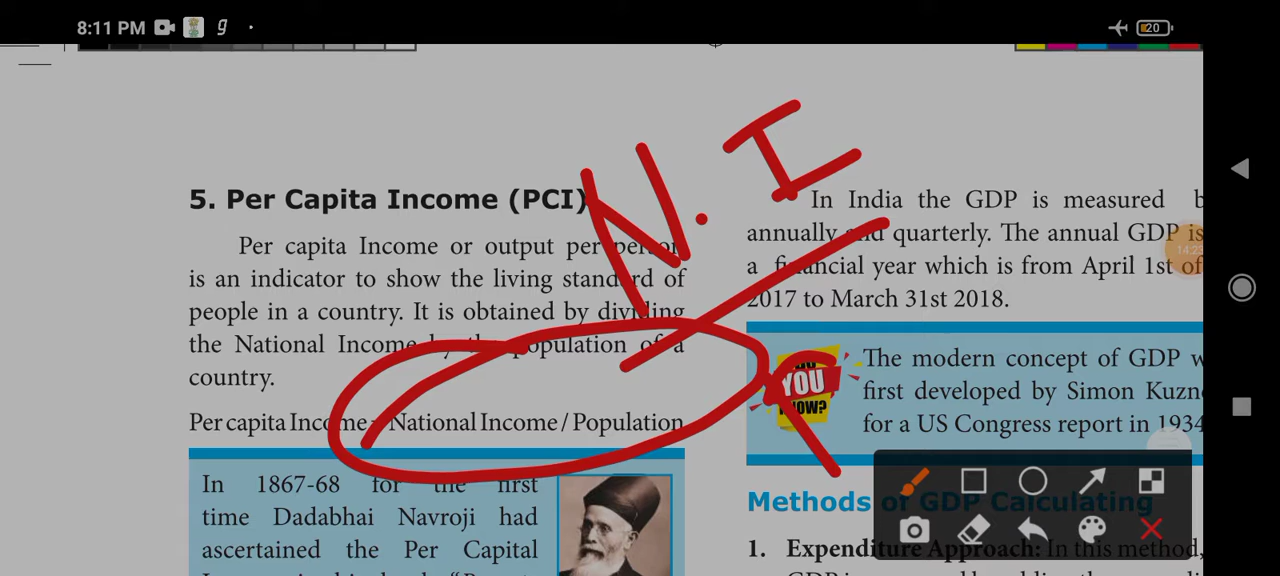 8:11 PM
g
20
5. Per Capita Income (PCI)
Per capita Income or output per person
is an indicator to show the living standard of
people in a country. It is obtained by dividing
the National Income by the population of a
country.
Per capita Income = National Income / Population
In 1867-68 for the first
time Dadabhai Navroji had
ascertained the Per Capital
N. I
P
In India the GDP is measured
annually and quarterly. The annual GDP is
a financial year which is from April 1st of
2017 to March 31st 2018.
14:23
DO
YOU
KNOW?
The modern concept of GDP
first developed by Simon
for a US Congress report in 1934
Methods of GDP Calculating
1. Expenditure Approach: In this method,